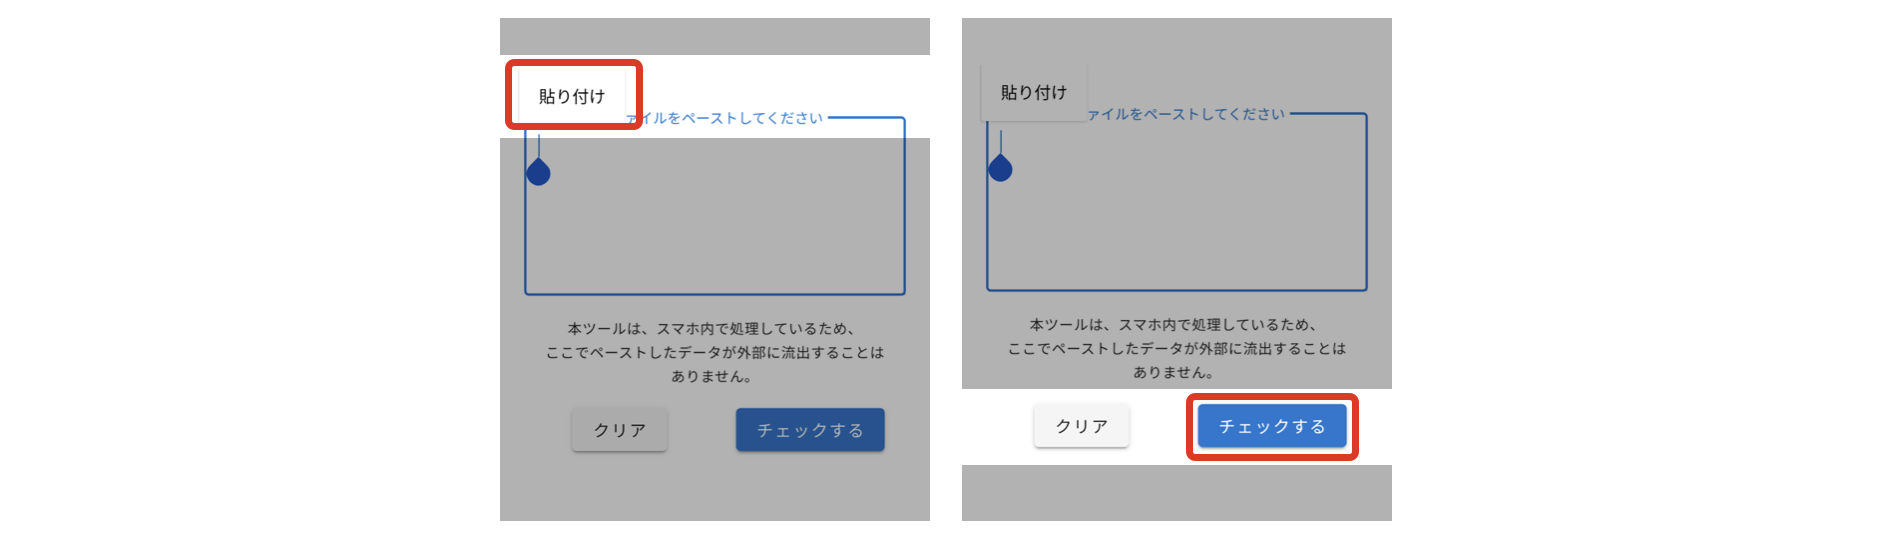 貼り付け
ァイルをペーストしてください
本ツールは、スマホ内で処理しているため、
ここでペーストしたデータが外部に流出することは
ありません。
クリア
チェックする
貼り付け
ァイルをペーストしてください
本ツールは、スマホ内で処理しているため、
ここでペーストしたデータが外部に流出することは
ありません。
クリア
チェックする